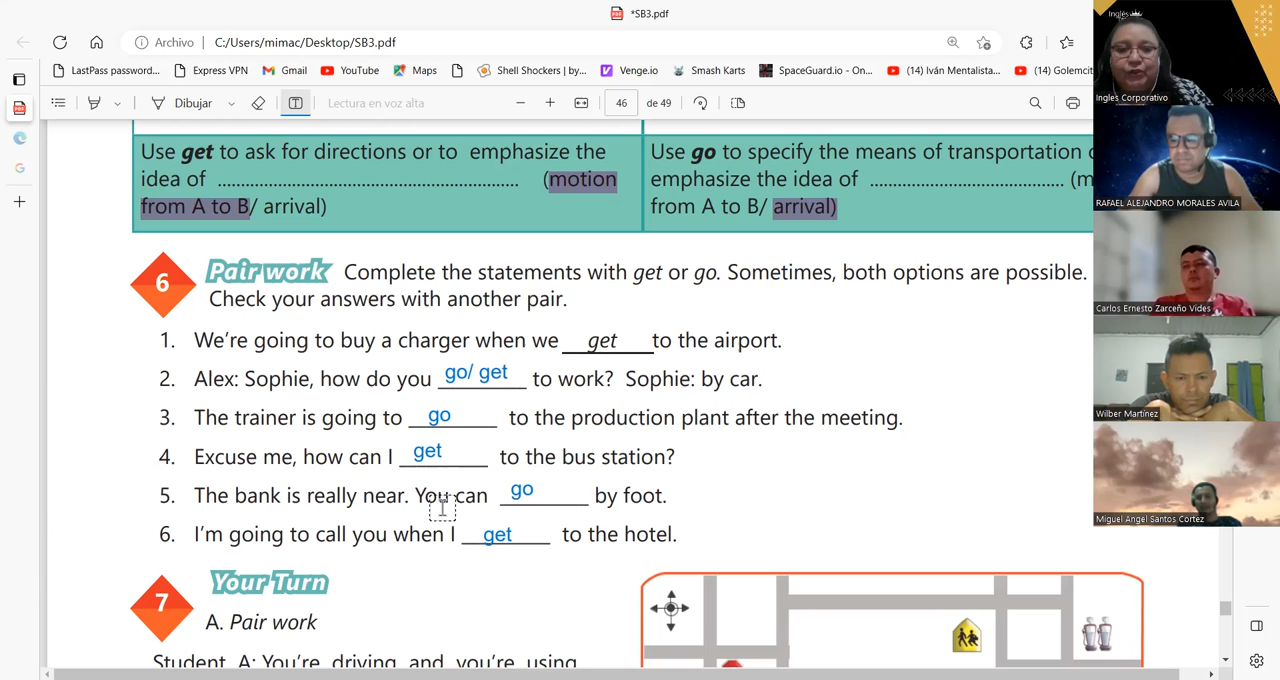 *SB3.pdf
Archivo | C:/Users/mimac/Desktop/SB3.pdf
LastPass password... Express VPN Gmail YouTube Maps Shell Shockers | by... Venge.io Smash Karts SpaceGuard.io - On... (14) Iván Mentalista... (14) Golemcit
Dibujar Lectura en voz alta 46 de 49
Use get to ask for directions or to emphasize the
idea of ........................................................ (motion
from A to B/ arrival)
Use go to specify the means of transportation o
emphasize the idea of .................................... (m
from A to B/ arrival)
6 Pair work Complete the statements with get or go. Sometimes, both options are possible.
Check your answers with another pair.
1. We're going to buy a charger when we get to the airport.
2. Alex: Sophie, how do you go/ get to work? Sophie: by car.
3. The trainer is going to go to the production plant after the meeting.
4. Excuse me, how can I get to the bus station?
5. The bank is really near. You can go by foot.
6. I'm going to call you when I get to the hotel.
7 Your Turn
A. Pair work
Student A: You're driving and you're using
Inglés
Ingles Corporativo
RAFAEL ALEJANDRO MORALES AVILA
Carlos Ernesto Zarceño Vides
Wilber Martínez
Miguel Angel Santos Cortez